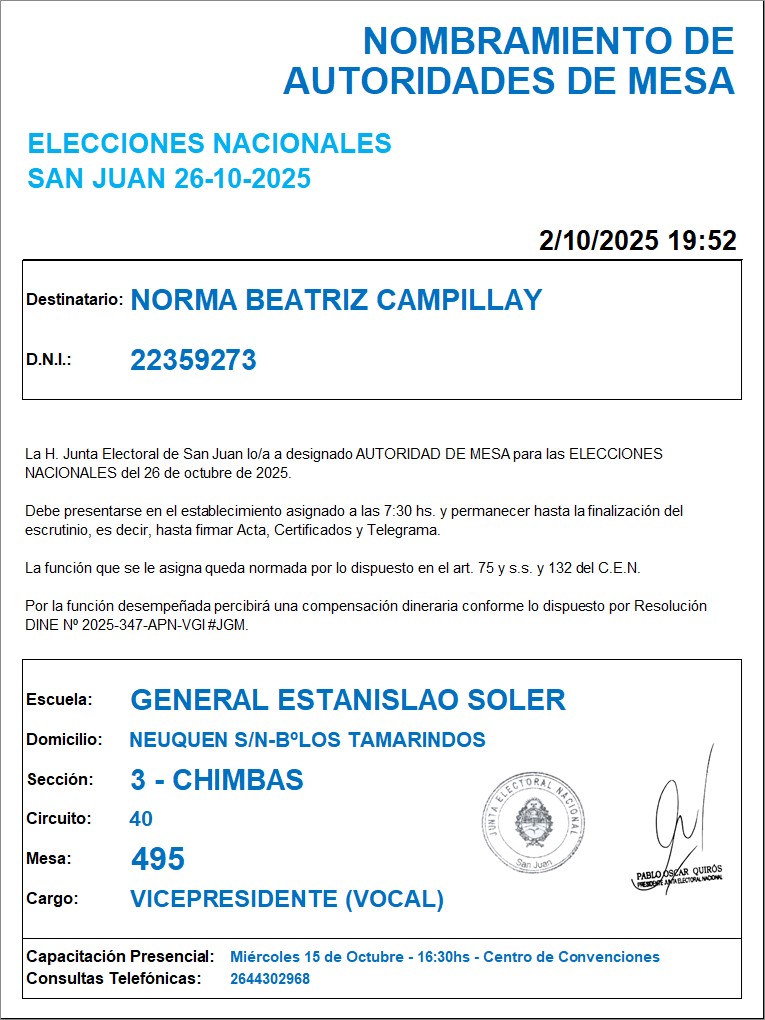 NOMBRAMIENTO DE
AUTORIDADES DE MESA
ELECCIONES NACIONALES
SAN JUAN 26-10-2025
2/10/2025 19:52
Destinatario: NORMA BEATRIZ CAMPILLAY
D.N.I.: 22359273
La H. Junta Electoral de San Juan lo/a a designado AUTORIDAD DE MESA para las ELECCIONES
NACIONALES del 26 de octubre de 2025.
Debe presentarse en el establecimiento asignado a las 7:30 hs. y permanecer hasta la finalización del
escrutinio, es decir, hasta firmar Acta, Certificados y Telegrama.
La función que se le asigna queda normada por lo dispuesto en el art. 75 y s.s. y 132 del C.E.N.
Por la función desempeñada percibirá una compensación dineraria conforme lo dispuesto por Resolución
DINE Nº 2025-347-APN-VGI#JGM.
Escuela: GENERAL ESTANISLAO SOLER
Domicilio: NEUQUEN S/N-BºLOS TAMARINDOS
Sección: 3 - CHIMBAS
Circuito: 40
Mesa: 495
Cargo: VICEPRESIDENTE (VOCAL)
JUNTA ELECTORAL NACIONAL
San Juan
PABLO OSCAR QUIRÓS
PRESIDENTE JUNTA ELECTORAL NACIONAL
Capacitación Presencial: Miércoles 15 de Octubre - 16:30hs - Centro de Convenciones
Consultas Telefónicas: 2644302968